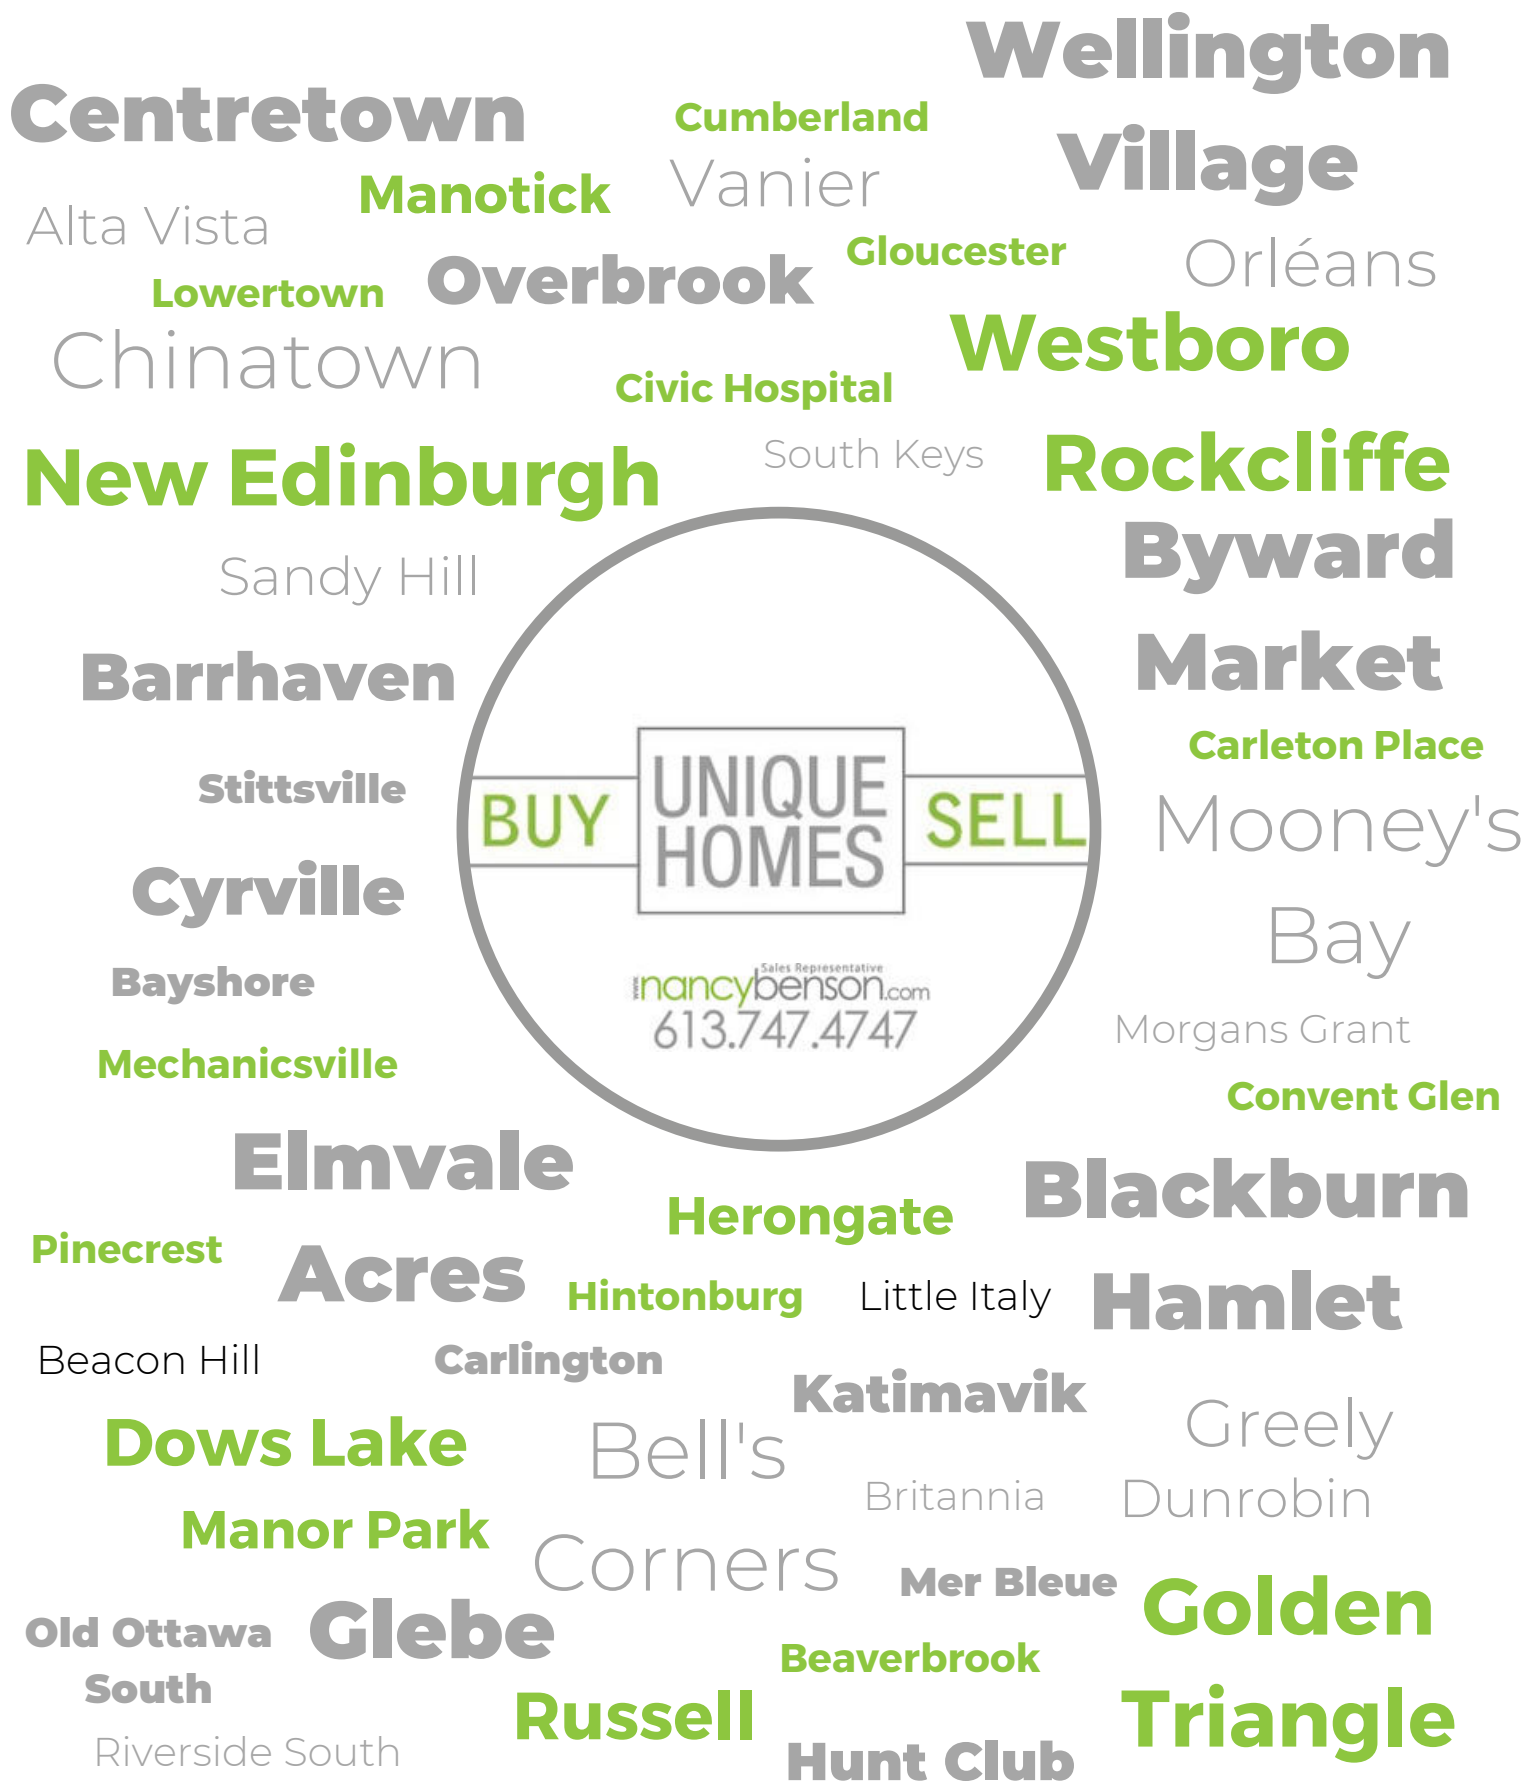 Wellington
Centretown
Cumberland
Village
Manotick
Vanier
Alta Vista
Gloucester
Orléans
Lowertown
Overbrook
Westboro
Chinatown
Civic Hospital
New Edinburgh
South Keys
Rockcliffe
Byward
Sandy Hill
Market
Barrhaven
Carleton Place
Stittsville
BUY
UNIQUE
HOMES
SELL
Mooney's
Cyrville
Bay
Bayshore
Sales Representative
www.nancybenson.com
613.747.4747
Morgans Grant
Mechanicsville
Convent Glen
Elmvale
Blackburn
Herongate
Pinecrest
Acres
Hintonburg
Little Italy
Hamlet
Beacon Hill
Carlington
Katimavik
Greely
Dows Lake
Bell's
Britannia
Dunrobin
Manor Park
Corners
Mer Bleue
Golden
Old Ottawa
South
Glebe
Beaverbrook
Russell
Triangle
Riverside South
Hunt Club